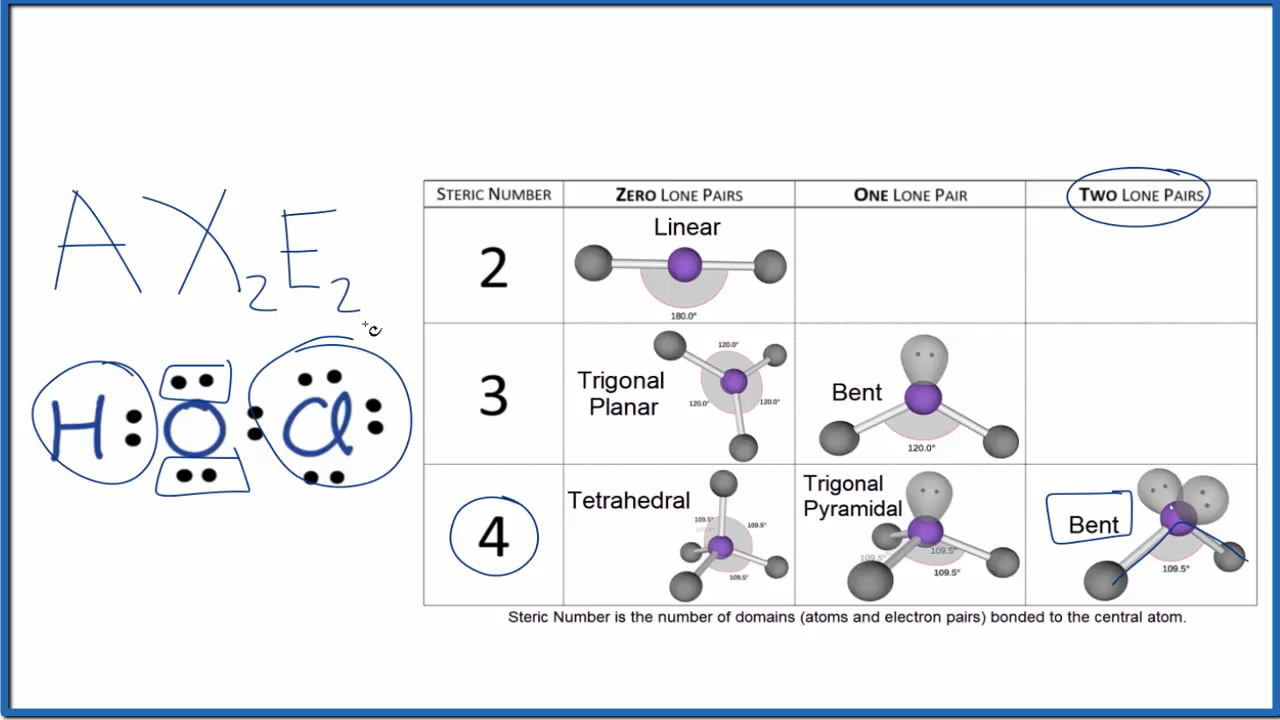 AX2E2
H O Cl
STERIC NUMBER ZERO LONE PAIRS ONE LONE PAIR TWO LONE PAIRS
2
Linear
180.0°
3
Trigonal
Planar
120.0°
120.0°
120.0°
Bent
120.0°
4
Tetrahedral
109.5°
109.5°
109.5°
Trigonal
Pyramidal
109.5°
109.5°
109.5°
Bent
109.5°
Steric Number is the number of domains (atoms and electron pairs) bonded to the central atom.